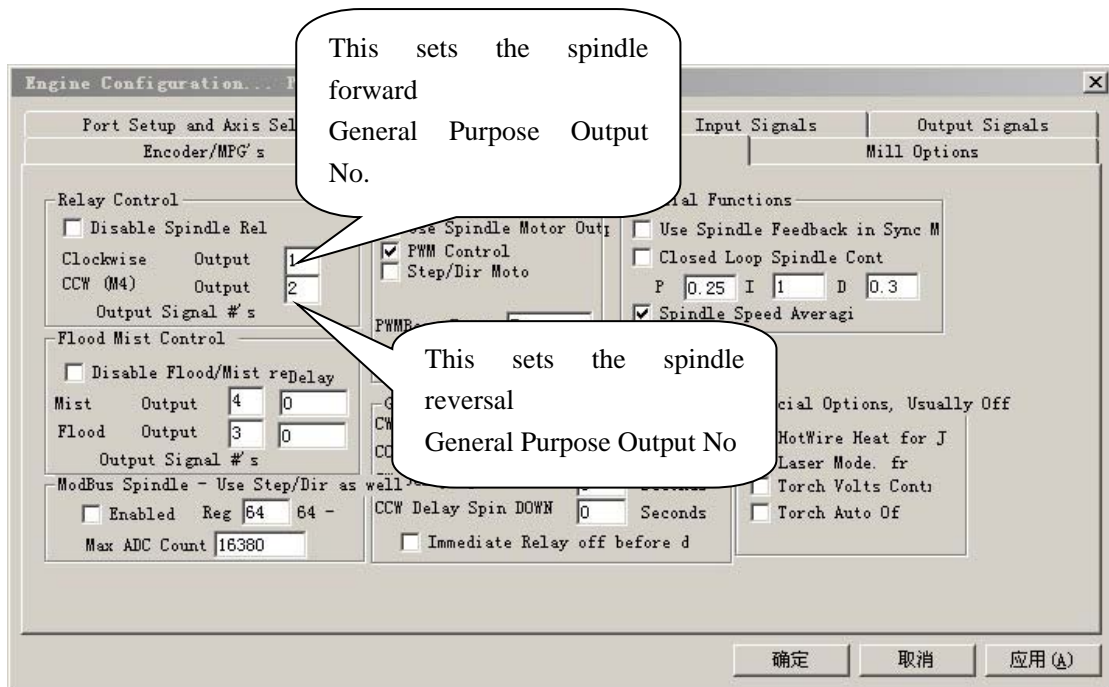 This sets the spindle
forward
General Purpose Output
No.
Engine Configuration...
Port Setup and Axis Sel
Input Signals
Output Signals
Encoder/MPG's
Mill Options
Relay Control
Disable Spindle Rel
Clockwise Output 1
CCW (M4) Output 2
Output Signal #'s
Flood Mist Control
Disable Flood/Mist re Delay
Mist Output 4 0
Flood Output 3 0
Output Signal #'s
ModBus Spindle - Use Step/Dir as well
Enabled Reg 64 64 -
Max ADC Count 16380
Use Spindle Motor Outp
PWM Control
Step/Dir Moto
This sets the spindle
reversal
General Purpose Output No
Seconds
CCW Delay Spin DOWN 0 Seconds
Immediate Relay off before d
Functions
Use Spindle Feedback in Sync M
Closed Loop Spindle Cont
P 0.25 I 1 D 0.3
Spindle Speed Averagi
Options, Usually Off
HotWire Heat for J
Laser Mode. fr
Torch Volts Cont
Torch Auto Of
确定
取消
应用(A)